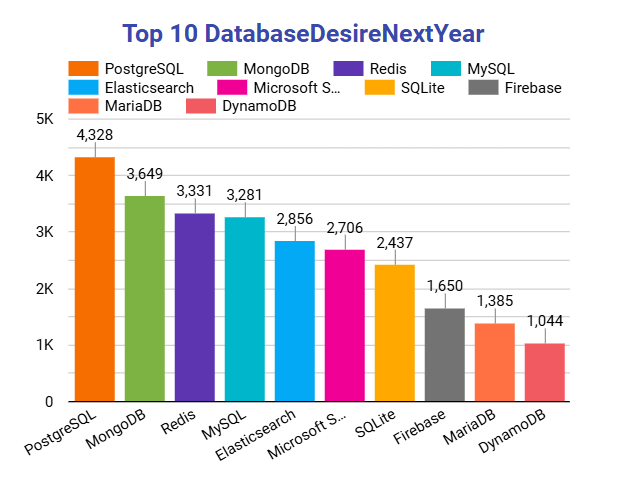 Top 10 DatabaseDesireNextYear
PostgreSQL MongoDB Redis MySQL
Elasticsearch Microsoft S... SQLite Firebase
MariaDB DynamoDB
5K
4K
3K
2K
1K
0
4,328
3,649
3,331
3,281
2,856
2,706
2,437
1,650
1,385
1,044
PostgreSQL
MongoDB
Redis
MySQL
Elasticsearch
Microsoft S...
SQLite
Firebase
MariaDB
DynamoDB